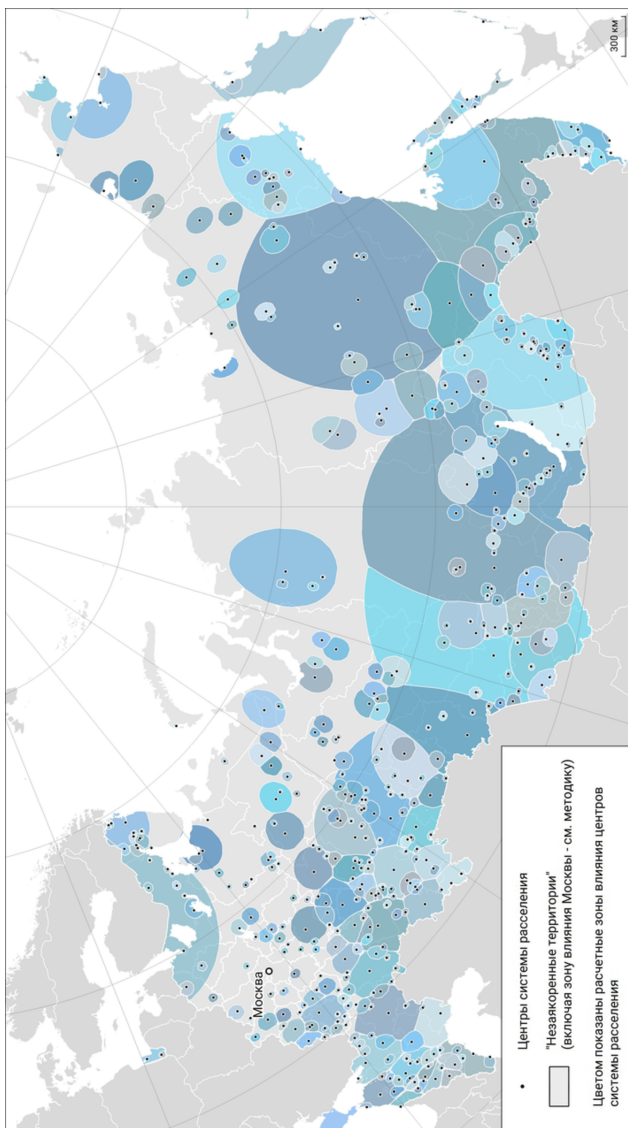 300 км
Москва
Центры системы расселения
"Незаякоренные территории"
(включая зону влияния Москвы - см. методику)
Цветом показаны расчетные зоны влияния центров
системы расселения